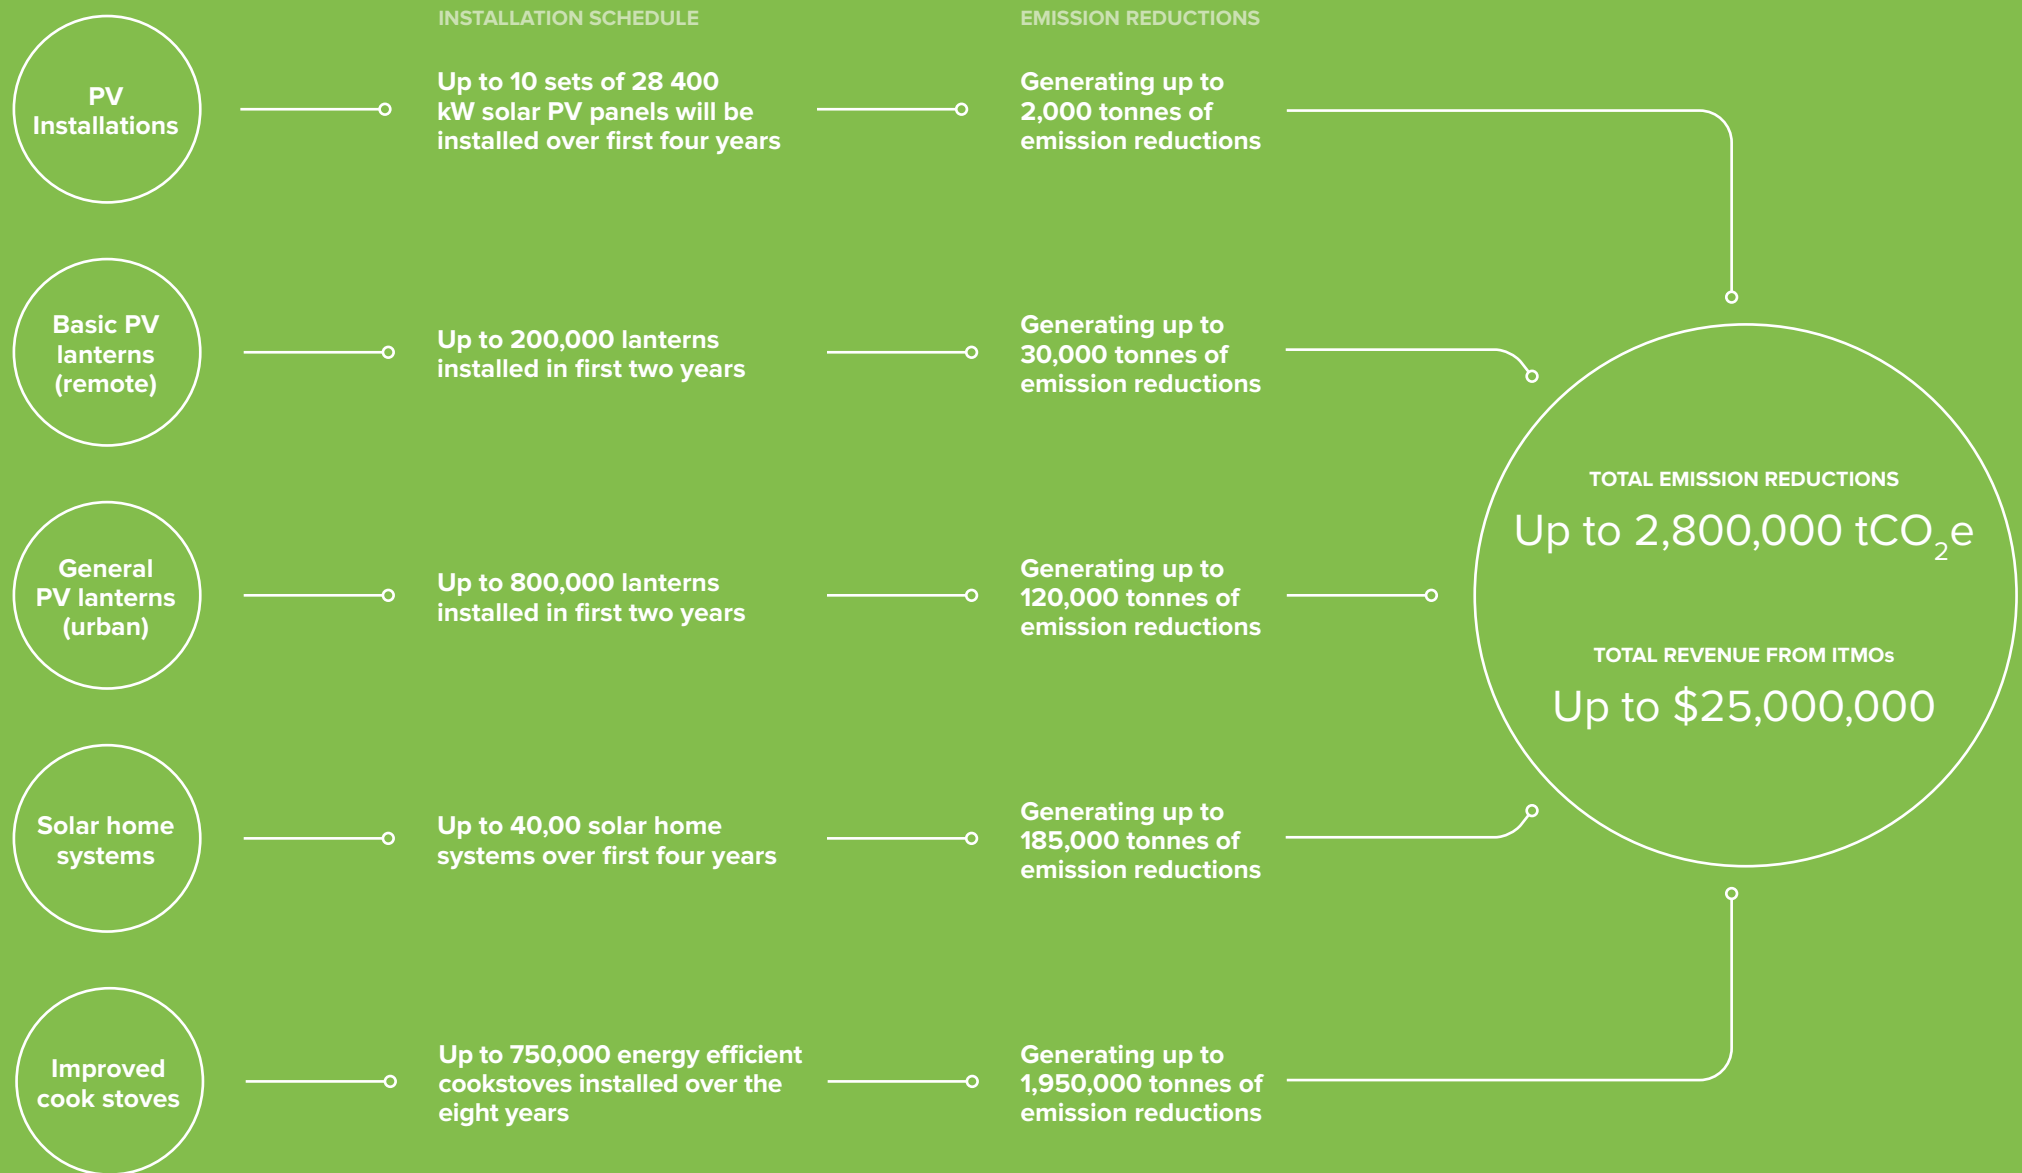 INSTALLATION SCHEDULE
EMISSION REDUCTIONS
PV
Installations
Up to 10 sets of 28 400
kW solar PV panels will be
installed over first four years
Generating up to
2,000 tonnes of
emission reductions
Basic PV
lanterns
(remote)
Up to 200,000 lanterns
installed in first two years
Generating up to
30,000 tonnes of
emission reductions
General
PV lanterns
(urban)
Up to 800,000 lanterns
installed in first two years
Generating up to
120,000 tonnes of
emission reductions
Solar home
systems
Up to 40,00 solar home
systems over first four years
Generating up to
185,000 tonnes of
emission reductions
Improved
cook stoves
Up to 750,000 energy efficient
cookstoves installed over the
eight years
Generating up to
1,950,000 tonnes of
emission reductions
TOTAL EMISSION REDUCTIONS
Up to 2,800,000 tCO₂e
TOTAL REVENUE FROM ITMOs
Up to $25,000,000